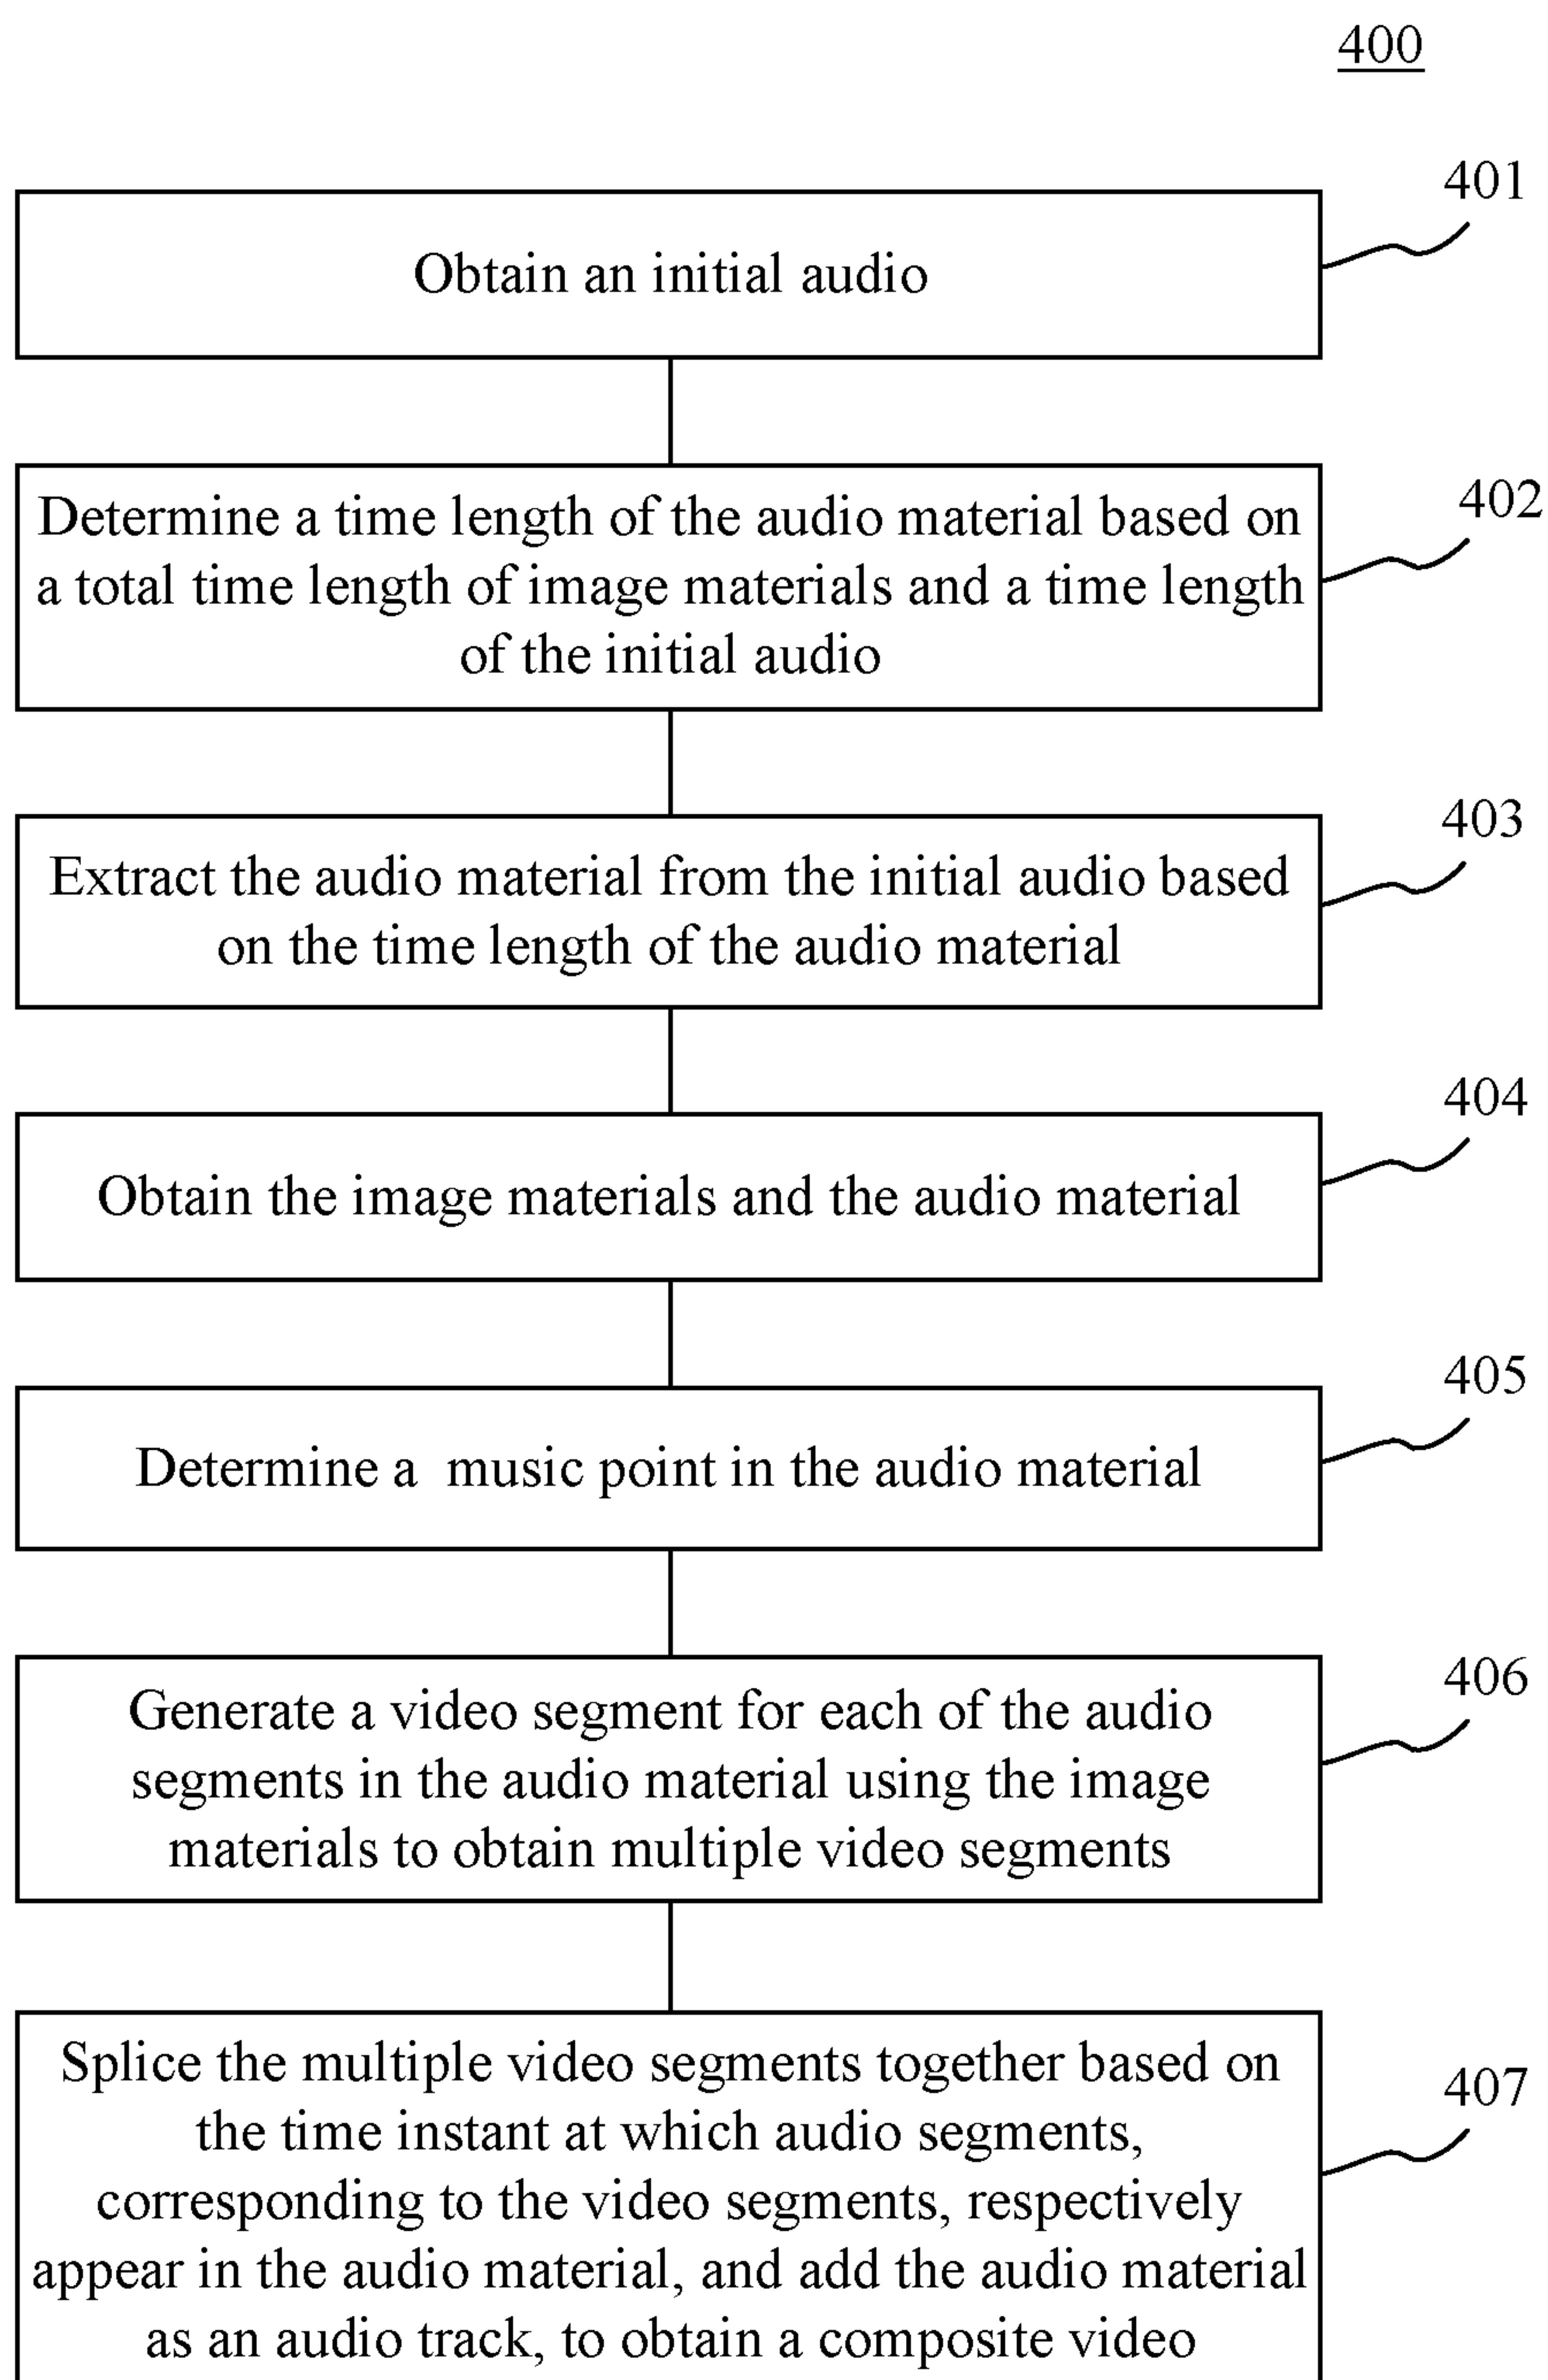 400
401
Obtain an initial audio
402
Determine a time length of the audio material based on
a total time length of image materials and a time length
of the initial audio
403
Extract the audio material from the initial audio based
on the time length of the audio material
404
Obtain the image materials and the audio material
405
Determine a  music point in the audio material
406
Generate a video segment for each of the audio
segments in the audio material using the image
materials to obtain multiple video segments
407
Splice the multiple video segments together based on
the time instant at which audio segments,
corresponding to the video segments, respectively
appear in the audio material, and add the audio material
as an audio track, to obtain a composite video